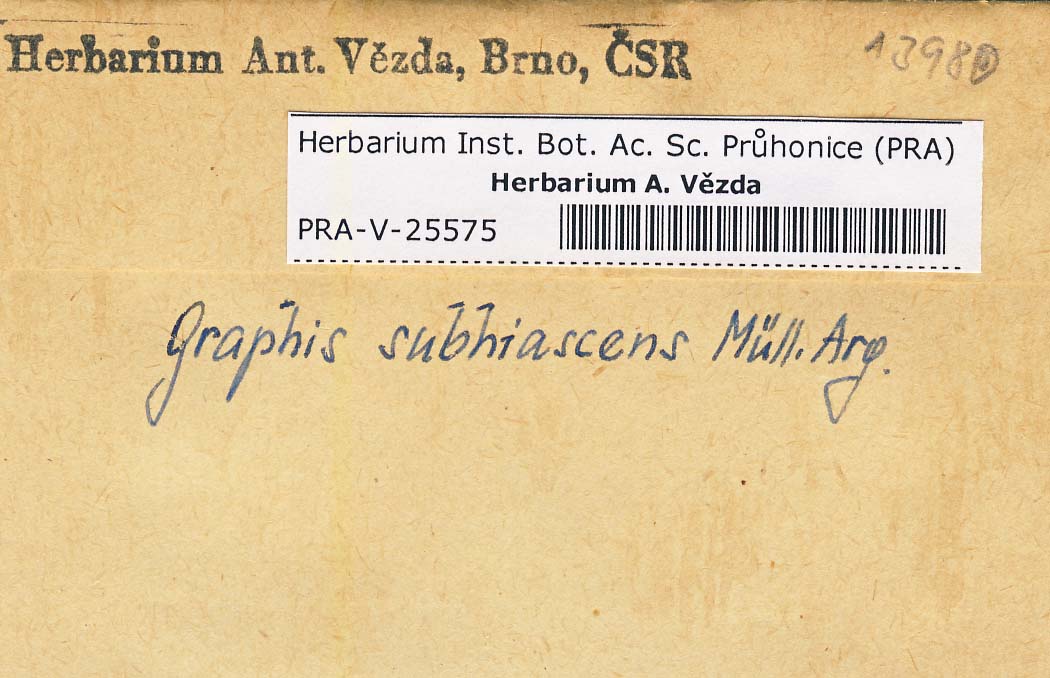 Herbarium Ant. Vězda, Brno, ČSR
Herbarium Inst. Bot. Ac. Sc. Průhonice (PRA)
Herbarium A. Vězda
PRA-V-25575
Graphis subhiascens Müll. Arg.